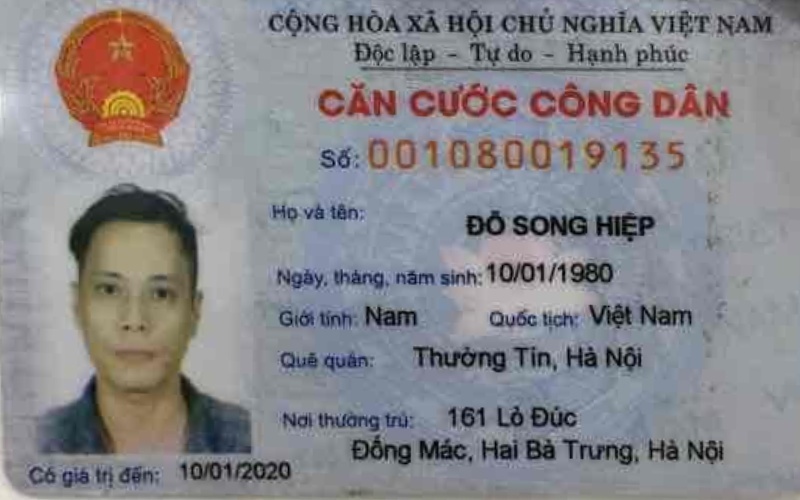 CỘNG HÒA XÃ HỘI CHỦ NGHĨA VIỆT NAM
Độc lập - Tự do - Hạnh phúc
CĂN CƯỚC CÔNG DÂN
Số: 001080019135
Họ và tên: ĐỖ SONG HIỆP
Ngày, tháng, năm sinh: 10/01/1980
Giới tính: Nam Quốc tịch: Việt Nam
Quê quán: Thường Tín, Hà Nội
Nơi thường trú: 161 Lò Đúc
Đồng Mác, Hai Bà Trưng, Hà Nội
Có giá trị đến: 10/01/2020